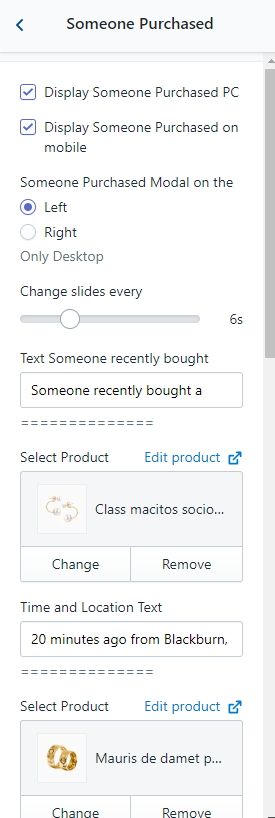 Someone Purchased
Display Someone Purchased PC
Display Someone Purchased on
mobile
Someone Purchased Modal on the
Left
Right
Only Desktop
Change slides every
6s
Text Someone recently bought
Someone recently bought a
==============
Select Product Edit product
Class macitos socio...
Change Remove
Time and Location Text
20 minutes ago from Blackburn,
==============
Select Product Edit product
Mauris de damet p...
Change Remove